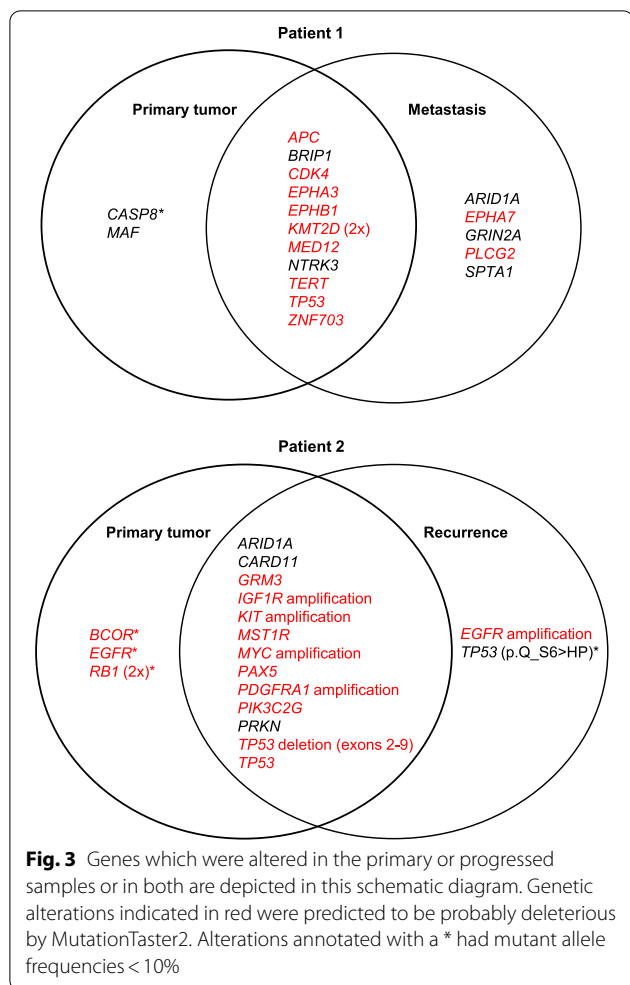 Patient 1
Primary tumor
Metastasis
CASP8*
MAF
APC
BRIP1
CDK4
EPHA3
EPHB1
KMT2D (2x)
MED12
NTRK3
TERT
TP53
ZNF703
ARID1A
EPHA7
GRIN2A
PLCG2
SPTA1
Patient 2
Primary tumor
Recurrence
BCOR*
EGFR*
RB1 (2x)*
ARID1A
CARD11
GRM3
IGF1R amplification
KIT amplification
MST1R
MYC amplification
PAX5
PDGFRA1 amplification
PIK3C2G
PRKN
TP53 deletion (exons 2-9)
TP53
EGFR amplification
TP53 (p.Q_S6>HP)*
Fig. 3 Genes which were altered in the primary or progressed
samples or in both are depicted in this schematic diagram. Genetic
alterations indicated in red were predicted to be probably deleterious
by MutationTaster2. Alterations annotated with a * had mutant allele
frequencies < 10%